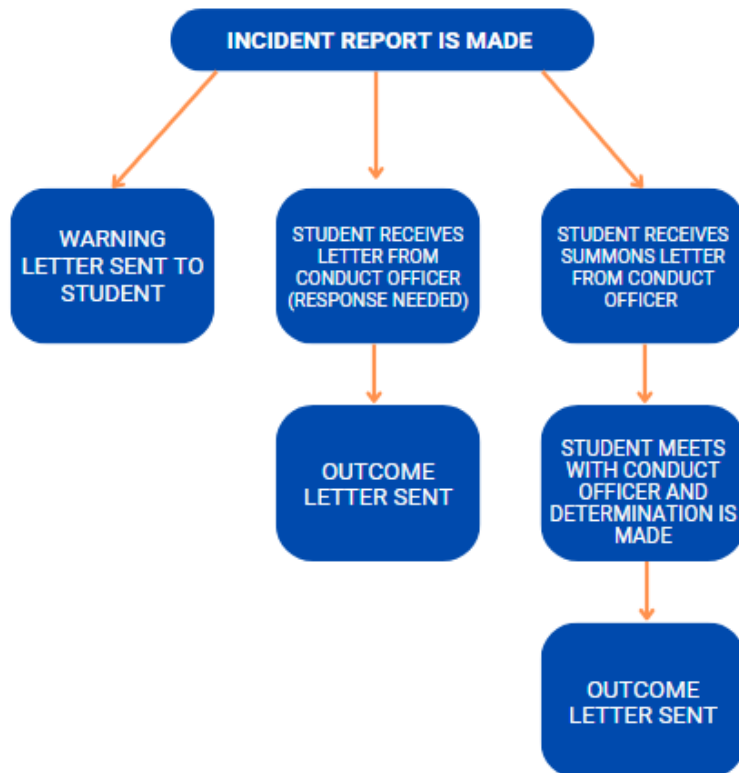 INCIDENT REPORT IS MADE
WARNING
LETTER SENT TO
STUDENT
STUDENT RECEIVES
LETTER FROM
CONDUCT OFFICER
(RESPONSE NEEDED)
STUDENT RECEIVES
SUMMONS LETTER
FROM CONDUCT
OFFICER
OUTCOME
LETTER SENT
STUDENT MEETS
WITH CONDUCT
OFFICER AND
DETERMINATION IS
MADE
OUTCOME
LETTER SENT